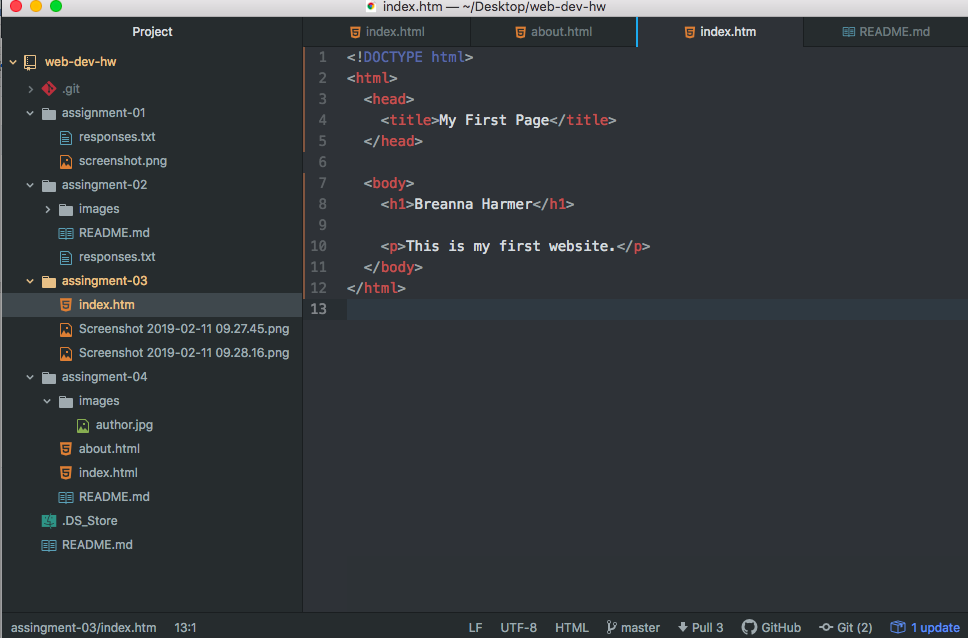 index.htm — ~/Desktop/web-dev-hw
Project
index.html
about.html
index.htm
README.md
web-dev-hw
.git
assignment-01
responses.txt
screenshot.png
assingment-02
images
README.md
responses.txt
assingment-03
index.htm
Screenshot 2019-02-11 09.27.45.png
Screenshot 2019-02-11 09.28.16.png
assingment-04
images
author.jpg
about.html
index.html
README.md
.DS_Store
README.md
1 <!DOCTYPE html>
2 <html>
3 <head>
4 <title>My First Page</title>
5 </head>
6
7 <body>
8 <h1>Breanna Harmer</h1>
9
10 <p>This is my first website.</p>
11 </body>
12 </html>
13
assingment-03/index.htm 13:1 LF UTF-8 HTML master Pull 3 GitHub Git (2) 1 update